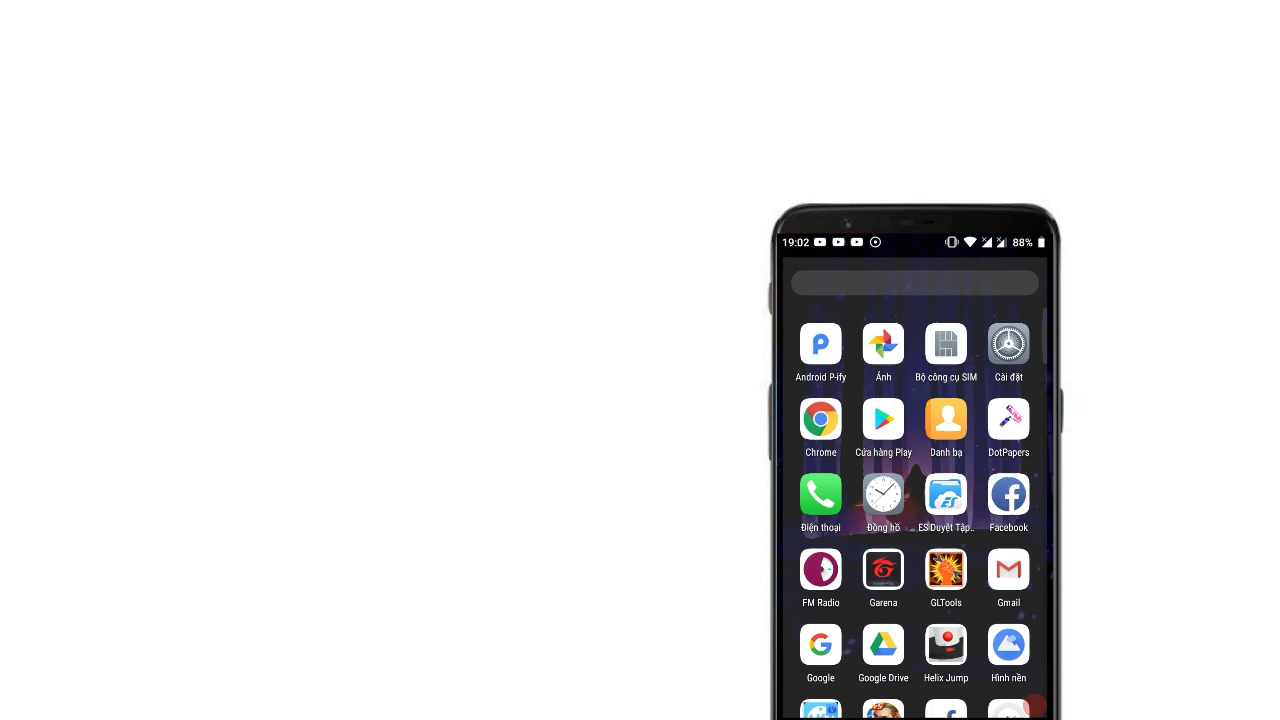 19:02 88%
Android P-ify Ảnh Bộ công cụ SIM Cài đặt
Chrome Cửa hàng Play Danh bạ DotPapers
Điện thoại Đồng hồ ES Duyệt Tập.. Facebook
FM Radio Garena GLTools Gmail
Google Google Drive Helix Jump Hình nền